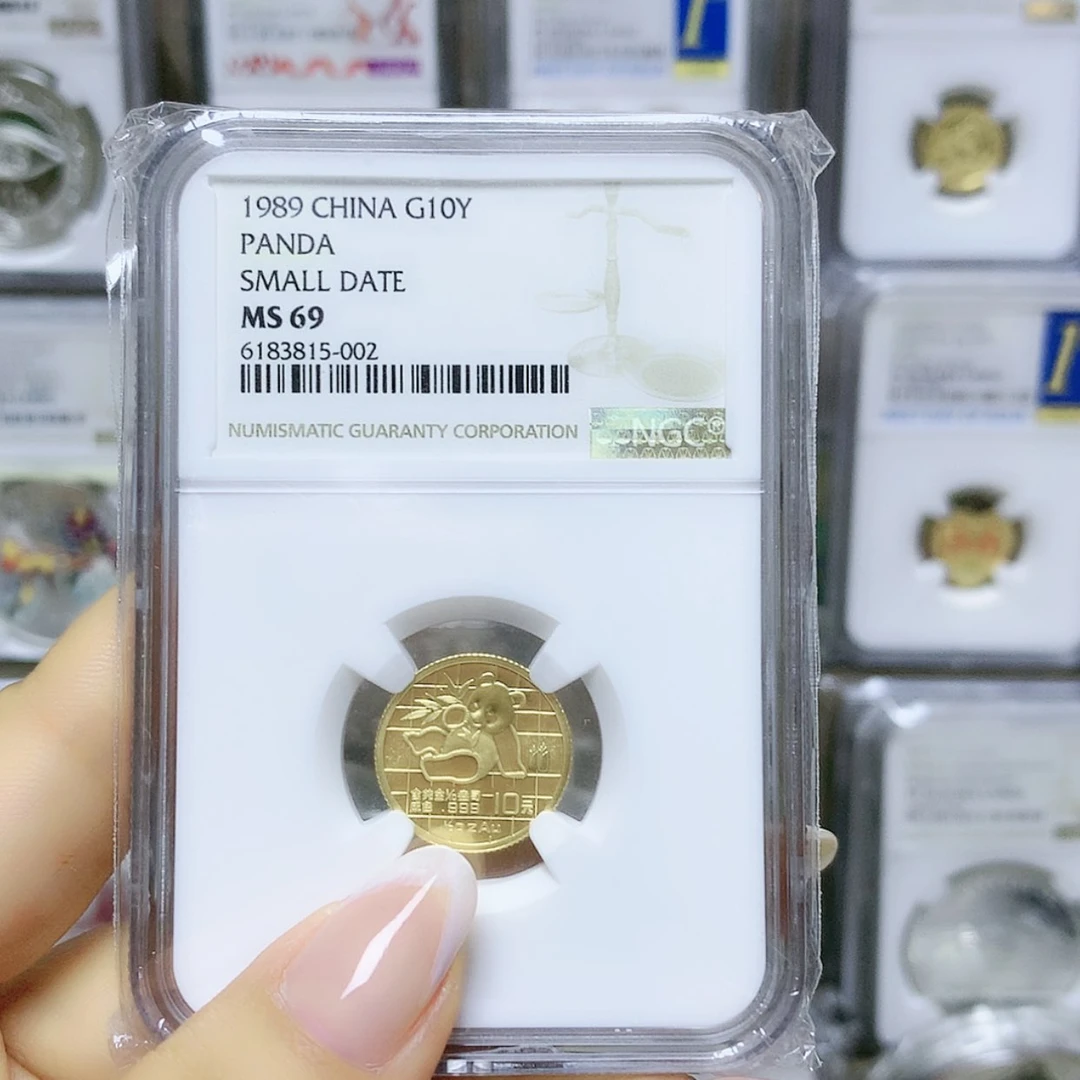 1989 CHINA G10Y
PANDA
SMALL DATE
MS 69
6183815-002
NUMISMATIC GUARANTY CORPORATION
NGC®
.999 10元